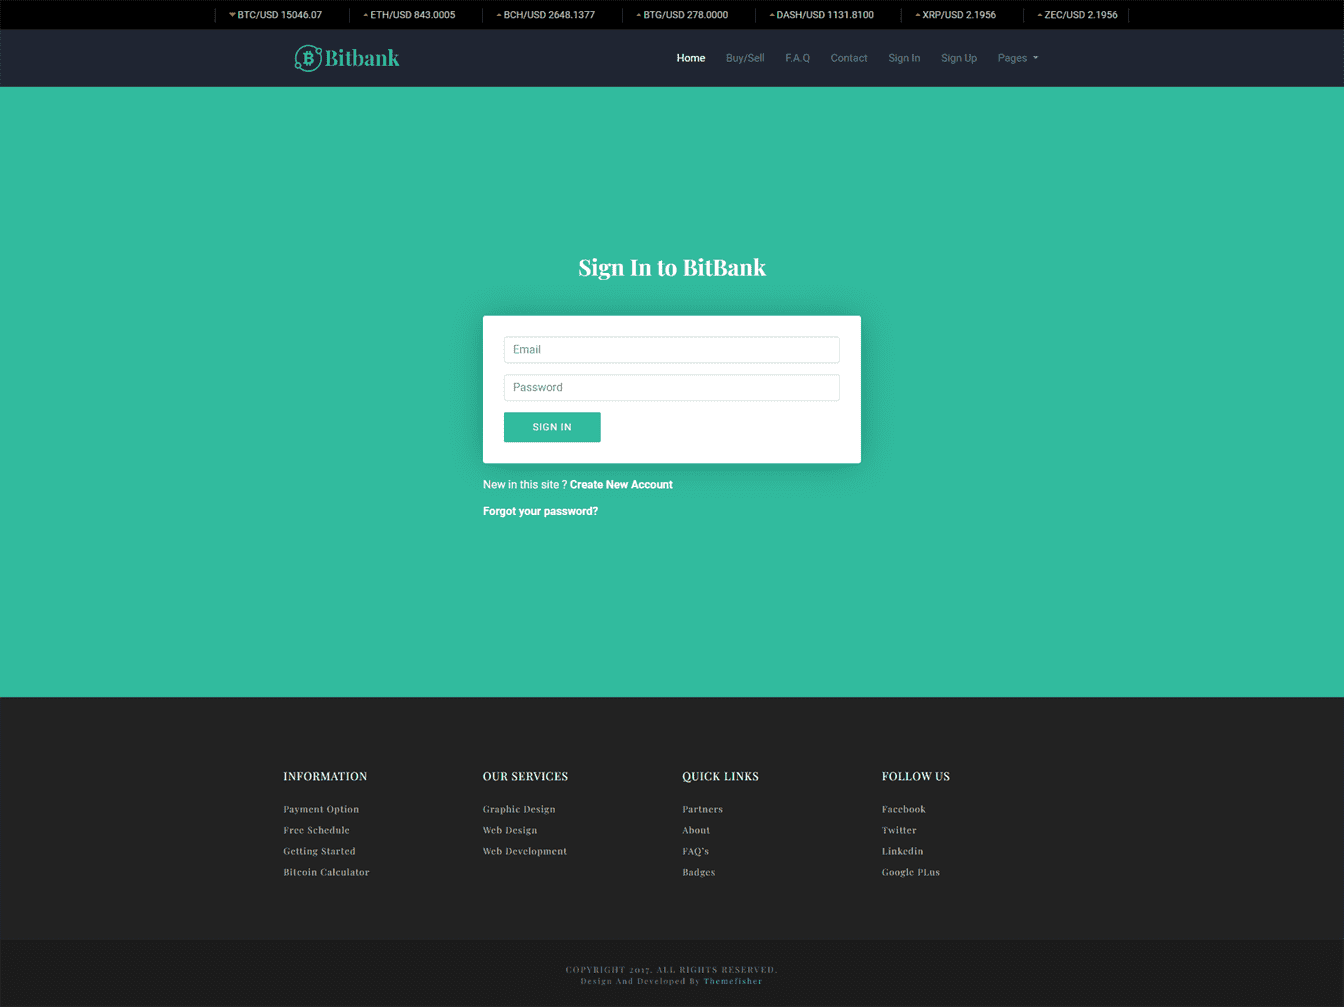 BTC/USD 15046.07 ETH/USD 843.0005 BCH/USD 2648.1377 BTG/USD 278.0000 DASH/USD 1131.8100 XRP/USD 2.1956 ZEC/USD 2.1956
Bitbank
Home Buy/Sell F.A.Q Contact Sign In Sign Up Pages
Sign In to BitBank
Email
Password
SIGN IN
New in this site ? Create New Account
Forgot your password?
INFORMATION
Payment Option
Free Schedule
Getting Started
Bitcoin Calculator
OUR SERVICES
Graphic Design
Web Design
Web Development
QUICK LINKS
Partners
About
FAQ's
Badges
FOLLOW US
Facebook
Twitter
Linkedin
Google PLus
COPYRIGHT 2017. ALL RIGHTS RESERVED.
Design And Developed By Themefisher